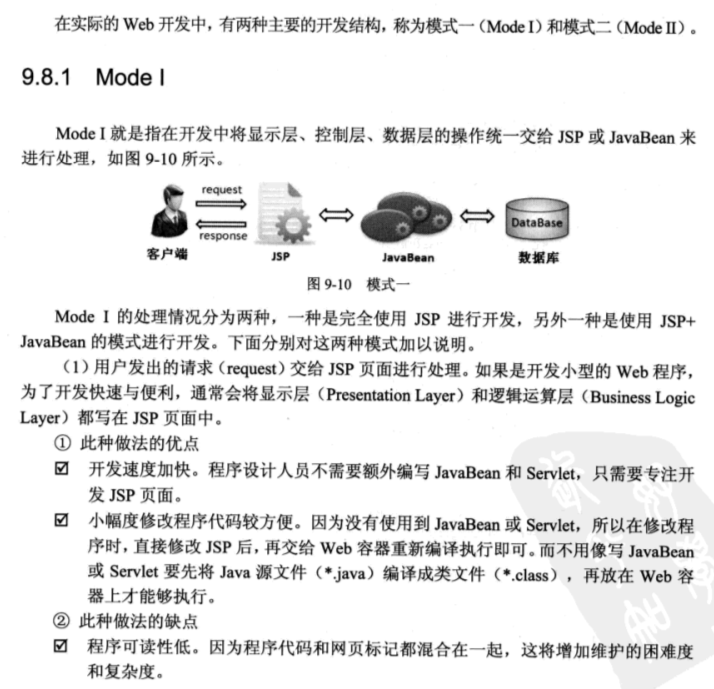 在实际的 Web 开发中，有两种主要的开发结构，称为模式一（Mode I）和模式二（Mode II）。
9.8.1 Mode I
Mode I 就是指在开发中将显示层、控制层、数据层的操作统一交给 JSP 或 JavaBean 来
进行处理，如图 9-10 所示。
request
response
DataBase
客户端
JSP
JavaBean
数据库
图 9-10 模式一
Mode I 的处理情况分为两种，一种是完全使用 JSP 进行开发，另外一种是使用 JSP+
JavaBean 的模式进行开发。下面分别对这两种模式加以说明。
（1）用户发出的请求（request）交给 JSP 页面进行处理。如果是开发小型的 Web 程序，
为了开发快速与便利，通常会将显示层（Presentation Layer）和逻辑运算层（Business Logic
Layer）都写在 JSP 页面中。
① 此种做法的优点
☑ 开发速度加快。程序设计人员不需要额外编写 JavaBean 和 Servlet，只需要专注开
发 JSP 页面。
☑ 小幅度修改程序代码较方便。因为没有使用到 JavaBean 或 Servlet，所以在修改程
序时，直接修改 JSP 后，再交给 Web 容器重新编译执行即可。而不用像写 JavaBean
或 Servlet 要先将 Java 源文件（*.java）编译成类文件（*.class），再放在 Web 容
器上才能够执行。
② 此种做法的缺点
☑ 程序可读性低。因为程序代码和网页标记都混合在一起，这将增加维护的困难度
和复杂度。